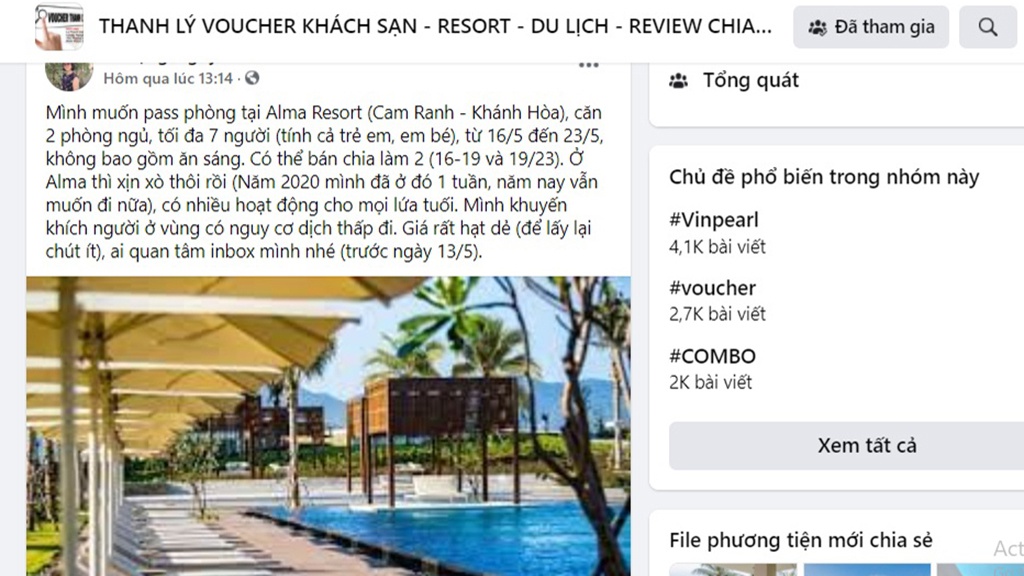 THANH LÝ VOUCHER KHÁCH SẠN - RESORT - DU LỊCH - REVIEW CHIA...
Đã tham gia
Hôm qua lúc 13:14 ·
Mình muốn pass phòng tại Alma Resort (Cam Ranh - Khánh Hòa), căn
2 phòng ngủ, tối đa 7 người (tính cả trẻ em, em bé), từ 16/5 đến 23/5,
không bao gồm ăn sáng. Có thể bán chia làm 2 (16-19 và 19/23). Ở
Alma thì xịn xò thôi rồi (Năm 2020 mình đã ở đó 1 tuần, năm nay vẫn
muốn đi nữa), có nhiều hoạt động cho mọi lứa tuổi. Mình khuyến
khích người ở vùng có nguy cơ dịch thấp đi. Giá rất hạt dẻ (để lấy lại
chút ít), ai quan tâm inbox mình nhé (trước ngày 13/5).
Tổng quát
Chủ đề phổ biến trong nhóm này
#Vinpearl
4,1K bài viết
#voucher
2,7K bài viết
#COMBO
2K bài viết
Xem tất cả
File phương tiện mới chia sẻ
Act